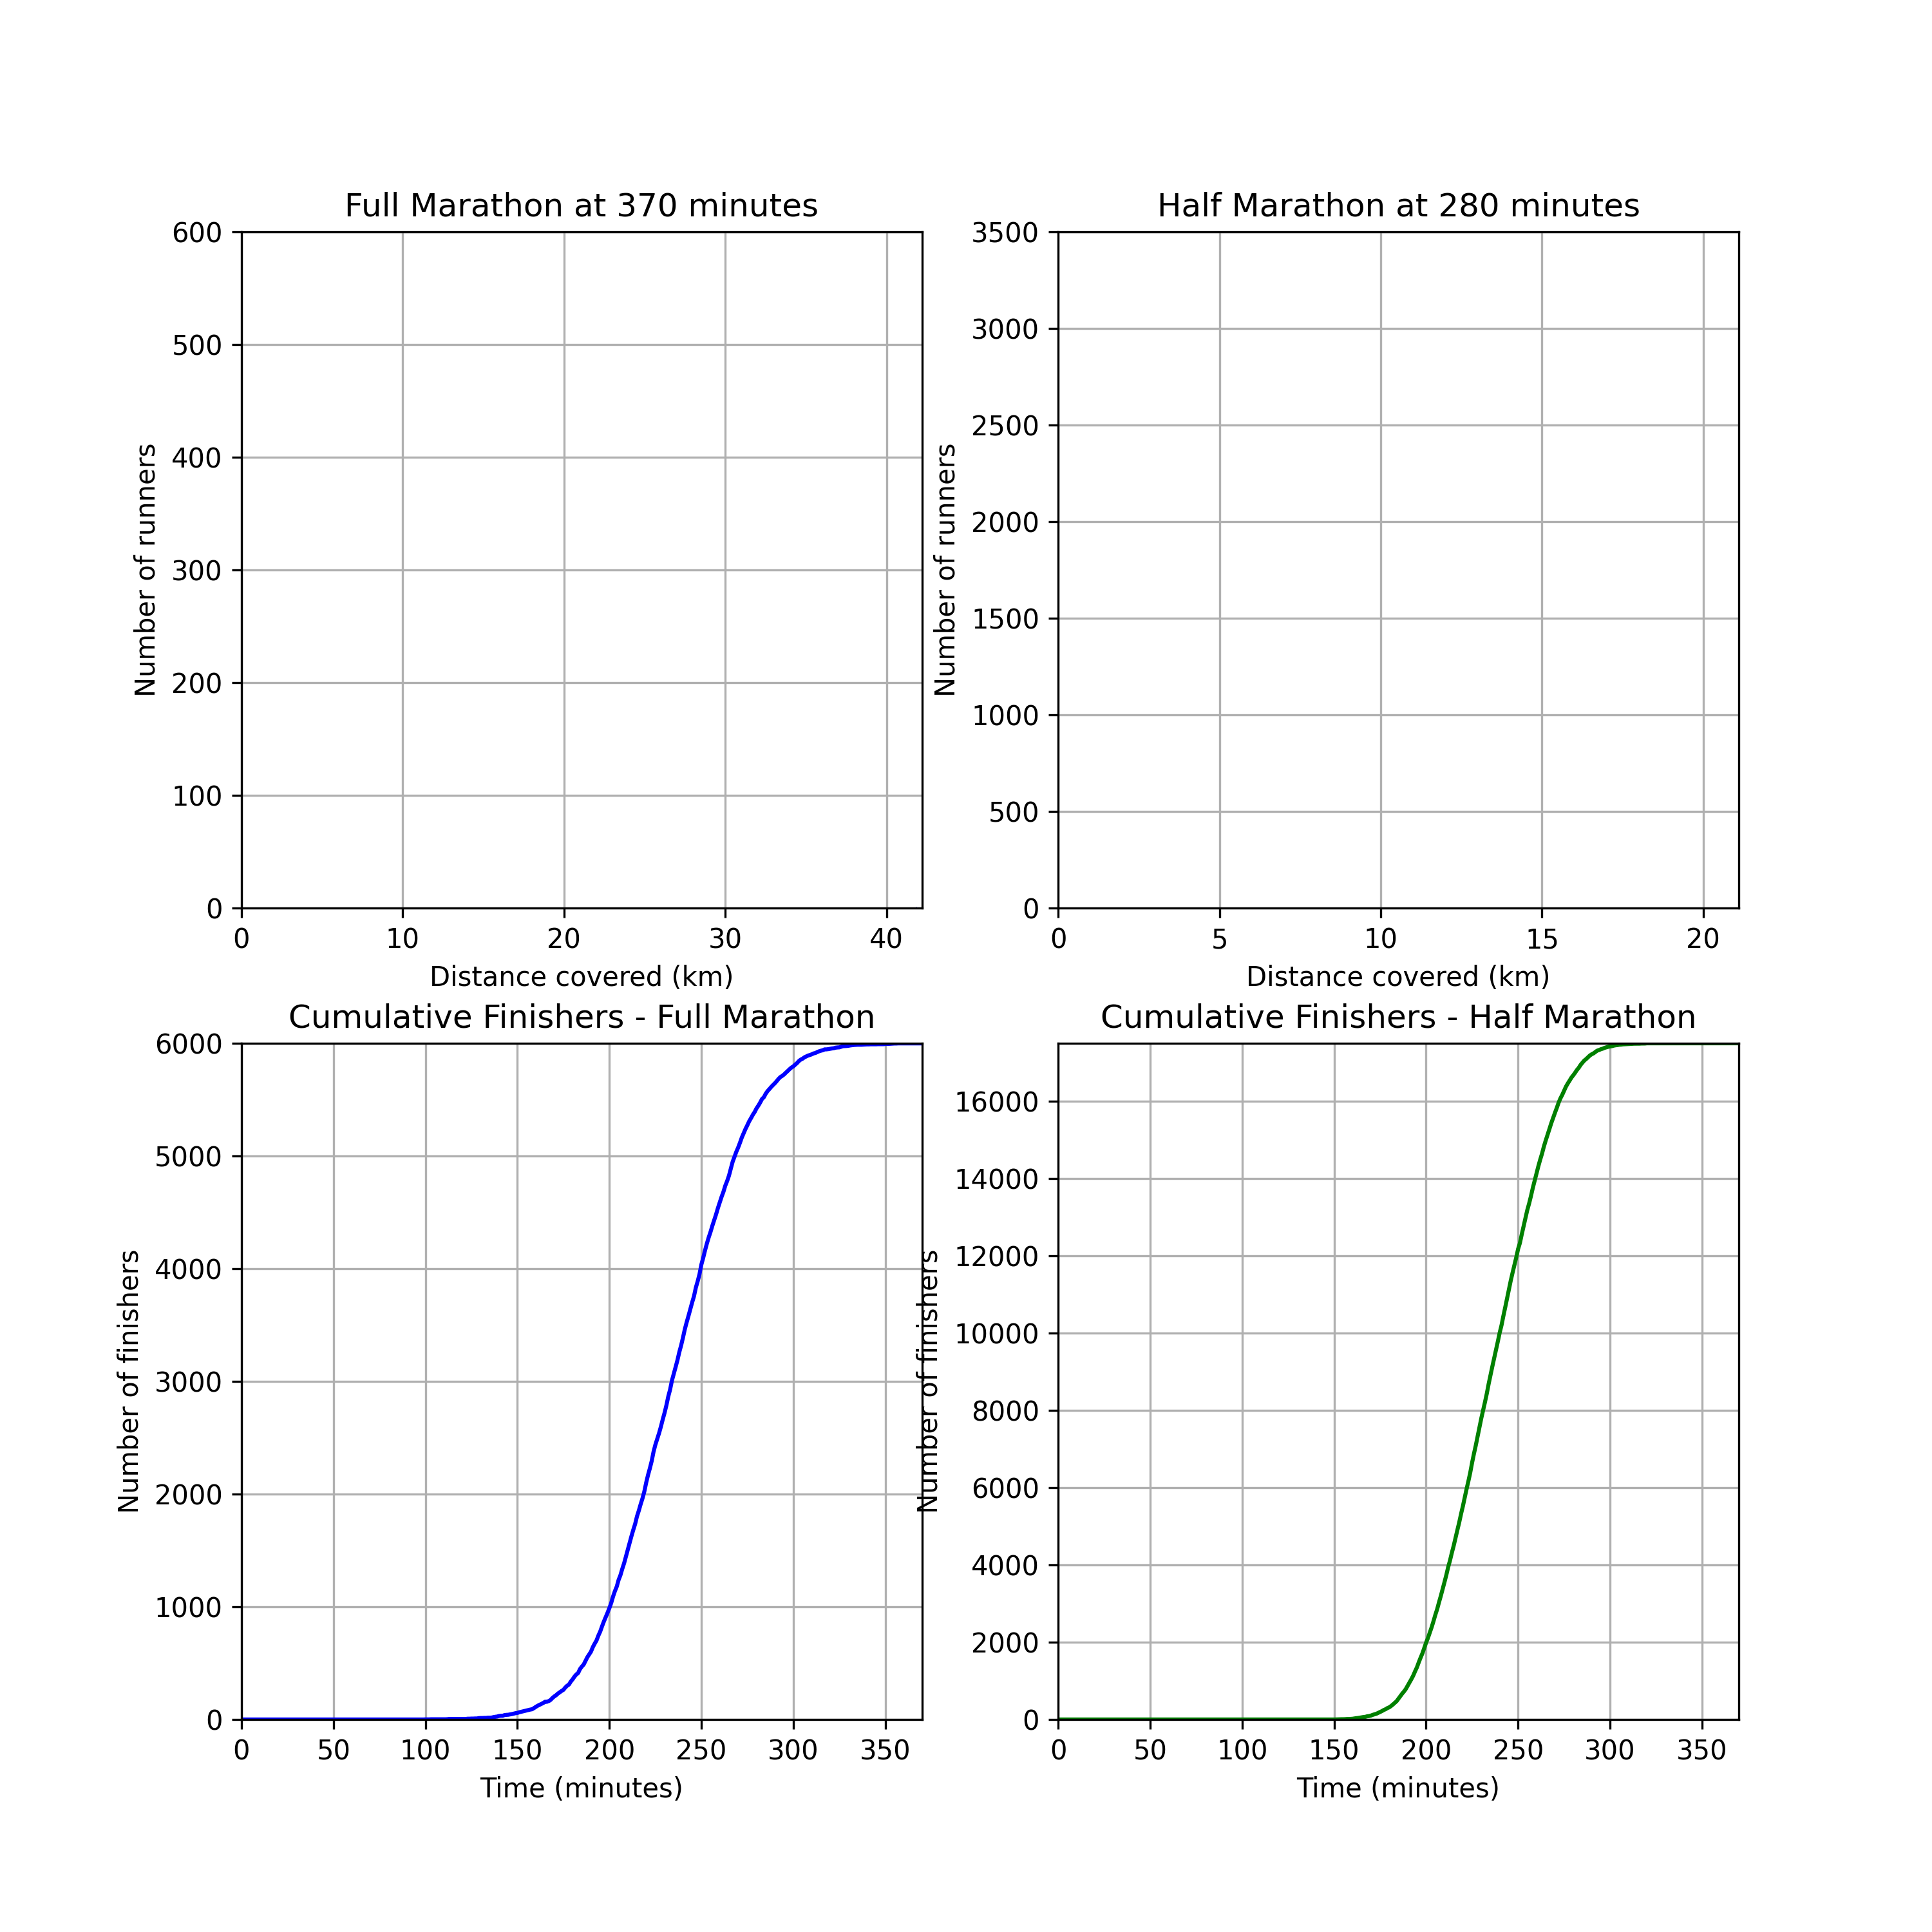 Full Marathon at 370 minutes
600
500
400
300
200
100
0
Number of runners
0 10 20 30 40
Distance covered (km)
Half Marathon at 280 minutes
3500
3000
2500
2000
1500
1000
500
0
Number of runners
0 5 10 15 20
Distance covered (km)
Cumulative Finishers - Full Marathon
6000
5000
4000
3000
2000
1000
0
Number of finishers
0 50 100 150 200 250 300 350
Time (minutes)
Cumulative Finishers - Half Marathon
16000
14000
12000
10000
8000
6000
4000
2000
0
Number of finishers
0 50 100 150 200 250 300 350
Time (minutes)